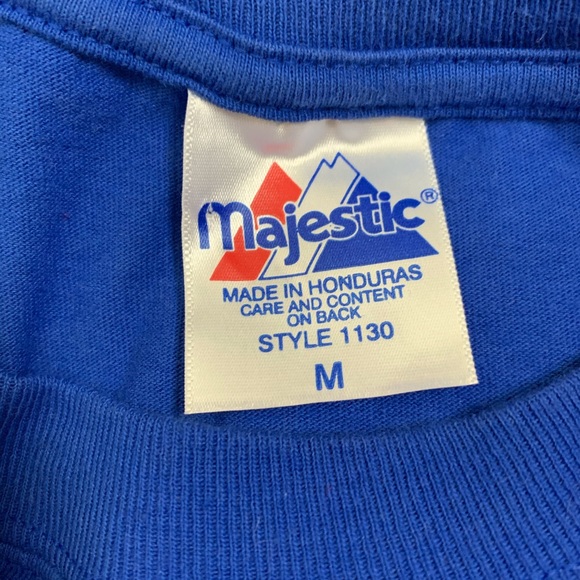 majestic®
MADE IN HONDURAS
CARE AND CONTENT
ON BACK
STYLE 1130
M